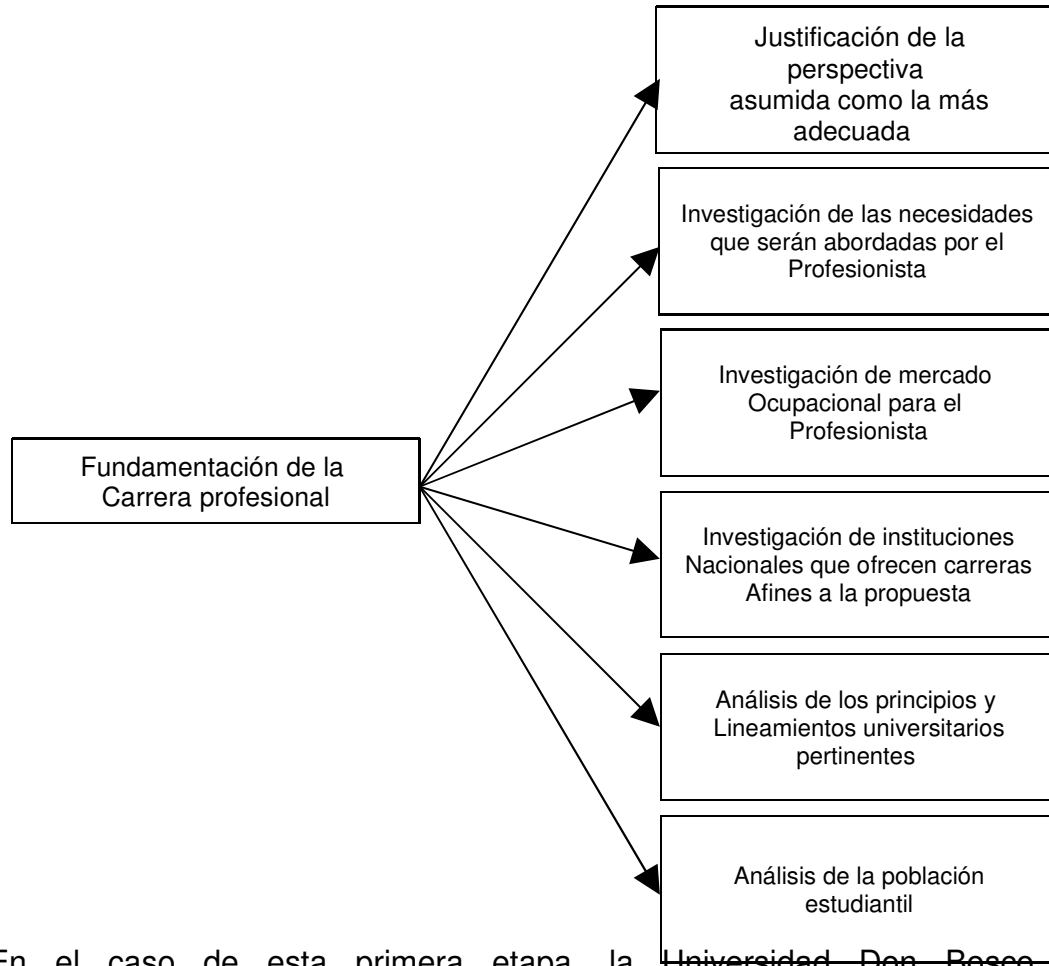 Justificación de la
perspectiva
asumida como la más
adecuada
Investigación de las necesidades
que serán abordadas por el
Profesionista
Investigación de mercado
Ocupacional para el
Profesionista
Fundamentación de la
Carrera profesional
Investigación de instituciones
Nacionales que ofrecen carreras
Afines a la propuesta
Análisis de los principios y
Lineamientos universitarios
pertinentes
Análisis de la población
estudiantil
En el caso de esta primera etapa, la Universidad Don Bosco